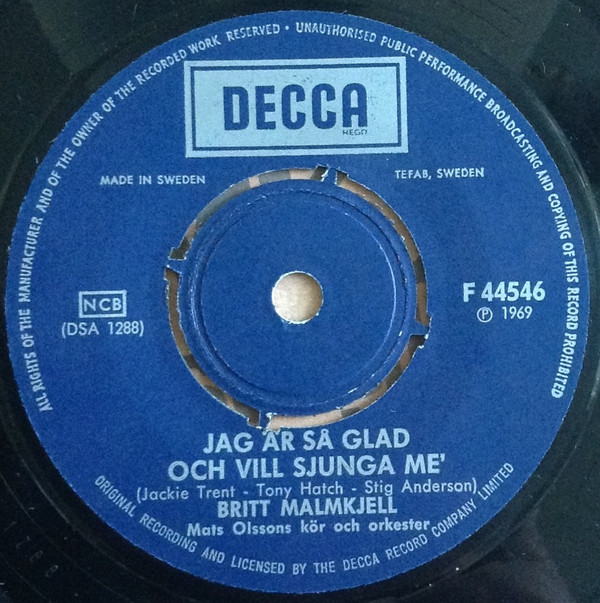 ALL RIGHTS OF THE MANUFACTURER AND OF THE OWNER OF THE RECORDED WORK RESERVED • UNAUTHORISED PUBLIC PERFORMANCE BROADCASTING AND COPYING OF THIS RECORD PROHIBITED
DECCA
REGD
MADE IN SWEDEN
TEFAB, SWEDEN
NCB
(DSA 1288)
F 44546
℗ 1969
JAG ÄR SÅ GLAD
OCH VILL SJUNGA ME'
(Jackie Trent - Tony Hatch - Stig Anderson)
BRITT MALMKJELL
Mats Olssons kör och orkester
ORIGINAL RECORDING AND LICENSED BY THE DECCA RECORD COMPANY LIMITED